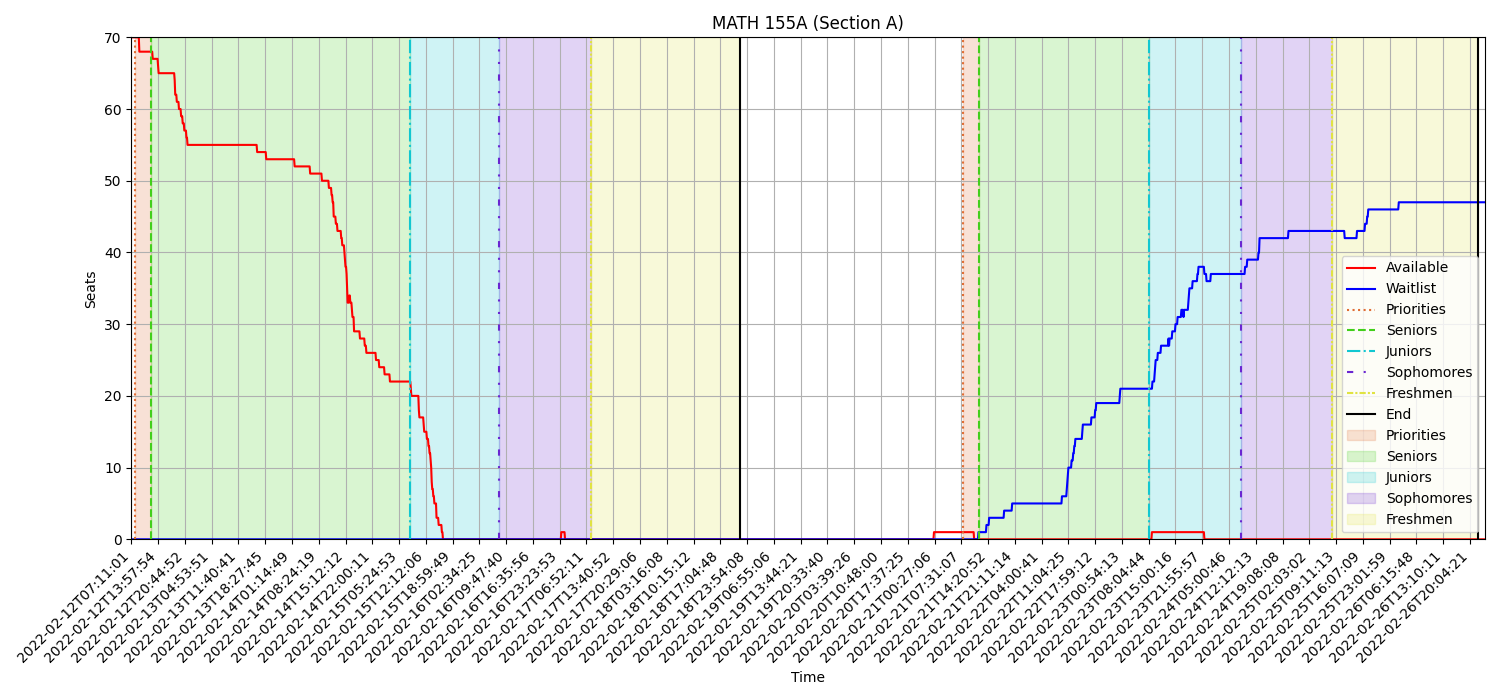 MATH 155A (Section A)
Seats
70
60
50
40
30
20
10
0
Available
Waitlist
Priorities
Seniors
Juniors
Sophomores
Freshmen
End
Priorities
Seniors
Juniors
Sophomores
Freshmen
2022-02-12T07:11:01
2022-02-12T13:57:54
2022-02-12T20:44:52
2022-02-13T04:53:51
2022-02-13T11:40:41
2022-02-13T18:27:45
2022-02-14T01:14:49
2022-02-14T08:24:19
2022-02-14T15:12:12
2022-02-14T22:00:11
2022-02-15T05:24:53
2022-02-15T12:12:06
2022-02-15T18:59:49
2022-02-16T02:34:25
2022-02-16T09:47:40
2022-02-16T16:35:56
2022-02-16T23:23:53
2022-02-17T06:52:11
2022-02-17T13:40:52
2022-02-17T20:29:06
2022-02-18T03:16:08
2022-02-18T10:15:12
2022-02-18T17:04:48
2022-02-18T23:54:08
2022-02-19T06:55:06
2022-02-19T13:44:21
2022-02-19T20:33:40
2022-02-20T03:39:26
2022-02-20T10:48:00
2022-02-20T17:37:25
2022-02-21T00:27:06
2022-02-21T07:31:07
2022-02-21T14:20:52
2022-02-21T21:11:14
2022-02-22T04:00:41
2022-02-22T11:04:25
2022-02-22T17:59:12
2022-02-23T00:54:13
2022-02-23T08:04:44
2022-02-23T15:00:16
2022-02-23T21:55:57
2022-02-24T05:00:46
2022-02-24T12:12:13
2022-02-24T19:08:08
2022-02-25T02:03:02
2022-02-25T09:11:13
2022-02-25T16:07:09
2022-02-25T23:01:59
2022-02-26T06:15:48
2022-02-26T13:10:11
2022-02-26T20:04:21
Time